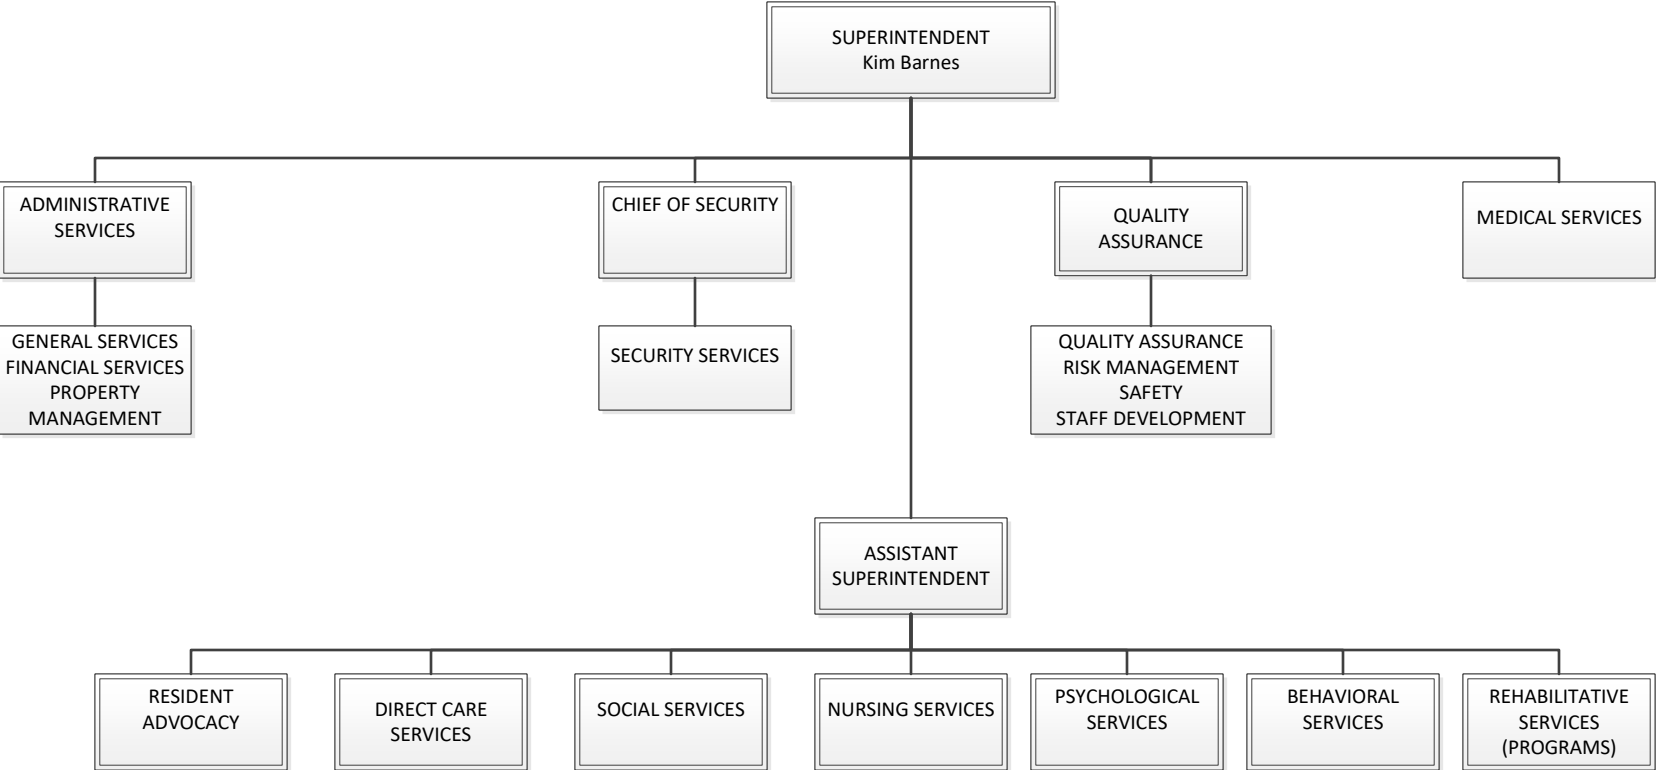 SUPERINTENDENT
Kim Barnes
ADMINISTRATIVE
SERVICES
CHIEF OF SECURITY
QUALITY
ASSURANCE
MEDICAL SERVICES
GENERAL SERVICES
FINANCIAL SERVICES
PROPERTY
MANAGEMENT
SECURITY SERVICES
QUALITY ASSURANCE
RISK MANAGEMENT
SAFETY
STAFF DEVELOPMENT
ASSISTANT
SUPERINTENDENT
RESIDENT
ADVOCACY
DIRECT CARE
SERVICES
SOCIAL SERVICES
NURSING SERVICES
PSYCHOLOGICAL
SERVICES
BEHAVIORAL
SERVICES
REHABILITATIVE
SERVICES
(PROGRAMS)